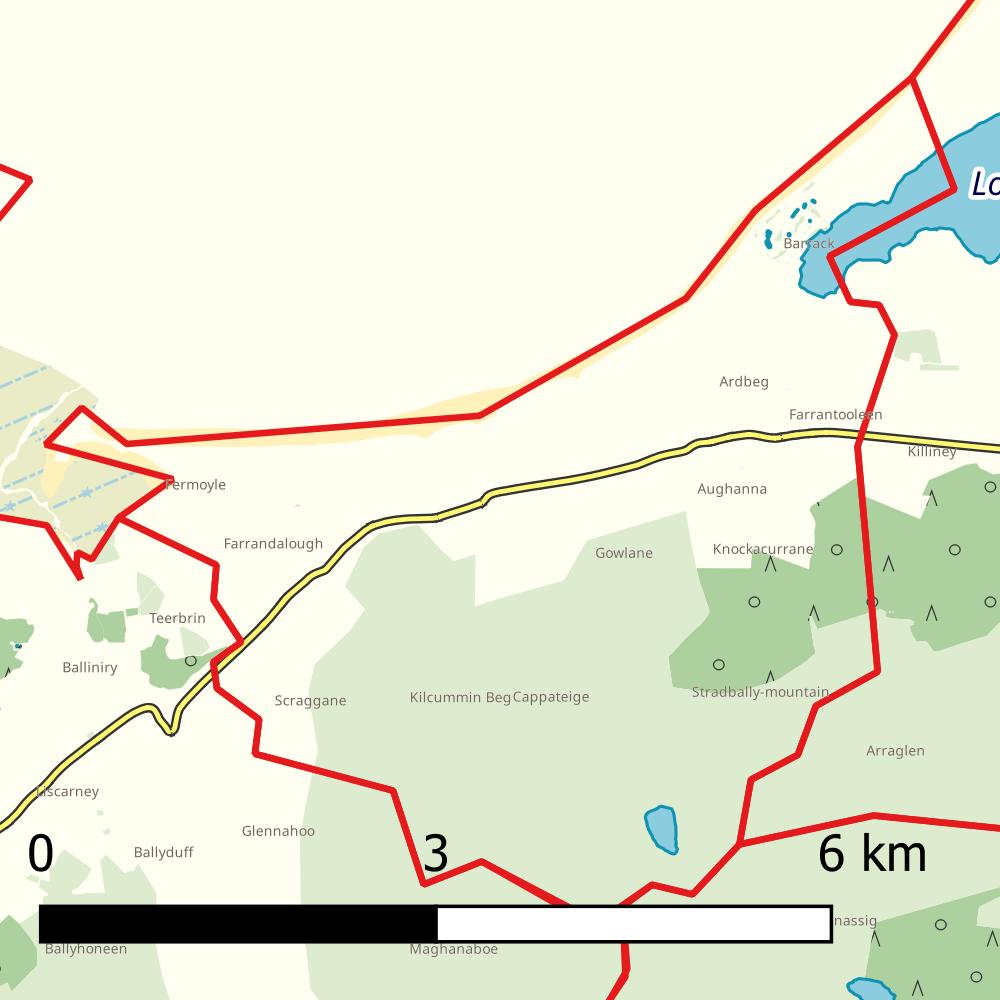 Lo
Barrack
Ardbeg
Farrantooleen
Killiney
Fermoyle
Aughanna
Farrandalough
Gowlane
Knockacurrane
Teerbrin
Balliniry
Scraggane
Kilcummin Beg
Cappateige
Stradbally-mountain
Arraglen
Liscarney
Glennahoo
Ballyduff
0
3
6 km
nassig
Ballyhoneen
Maghanaboe